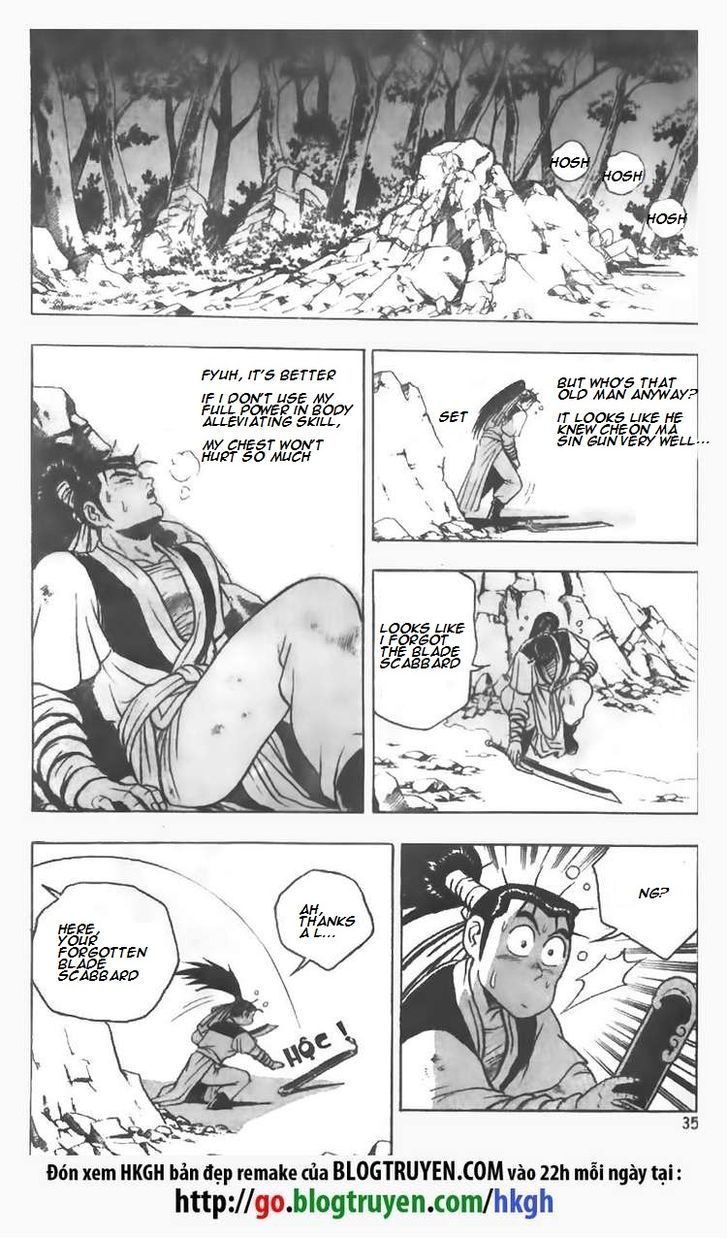 HOSH
HOSH
HOSH
FYUH, IT'S BETTER
IF I DON'T USE MY
FULL POWER IN BODY
ALLEVIATING SKILL,
MY CHEST WON'T
HURT SO MUCH
SET
BUT WHO'S THAT
OLD MAN ANYWAY?
IT LOOKS LIKE HE
KNEW CHEON MA
SIN GUN VERY WELL...
LOOKS LIKE
I FORGOT
THE BLADE
SCABBARD
HERE,
YOUR
FORGOTTEN
BLADE
SCABBARD
AH,
THANKS
A L...
HỘC !
NG?
35
Đón xem HKGH bản đẹp remake của BLOGTRUYEN.COM vào 22h mỗi ngày tại :
http://go.blogtruyen.com/hkgh